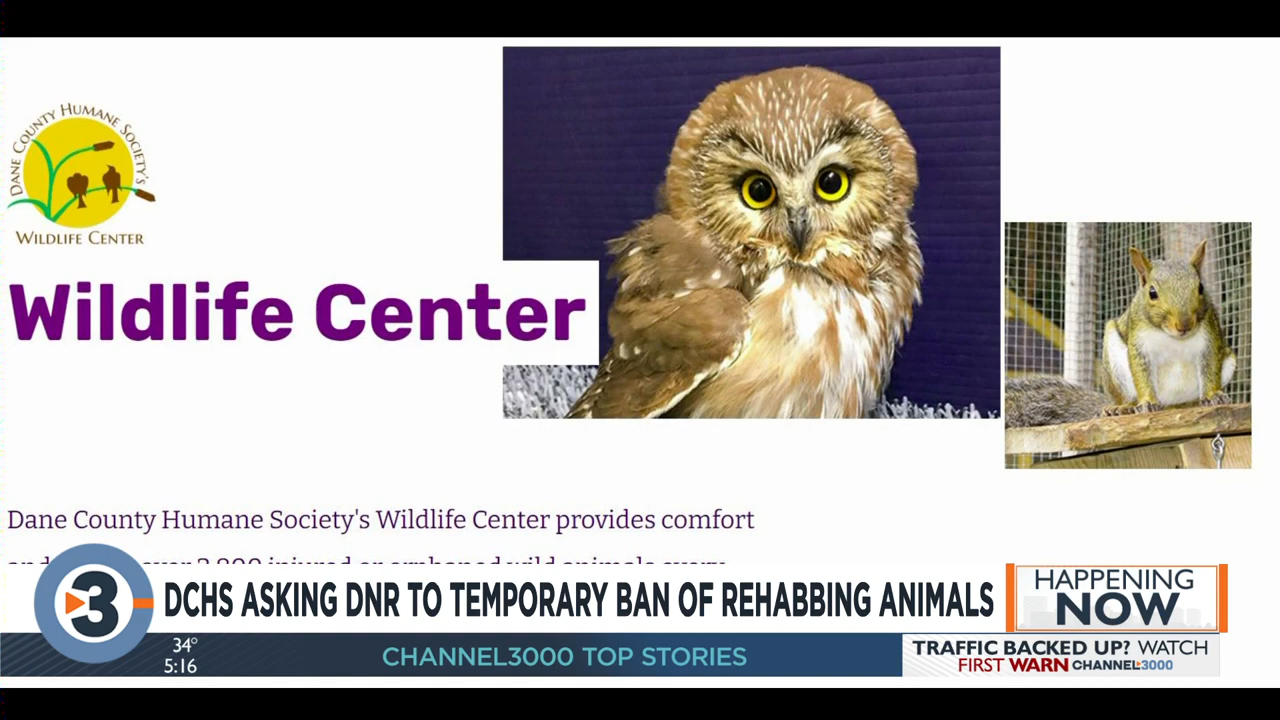 DANE COUNTY HUMANE SOCIETY'S
WILDLIFE CENTER
Wildlife Center
Dane County Humane Society's Wildlife Center provides comfort
3
DCHS ASKING DNR TO TEMPORARY BAN OF REHABBING ANIMALS
HAPPENING
NOW
34°
5:16
CHANNEL3000 TOP STORIES
TRAFFIC BACKED UP? WATCH
FIRST WARN CHANNEL3000